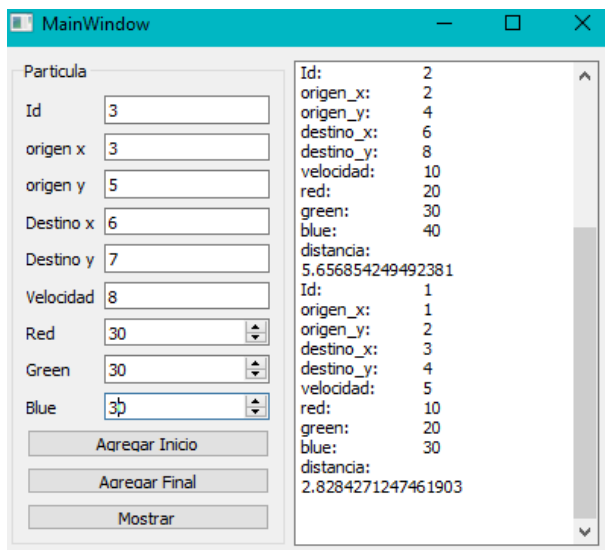 MainWindow
Particula
Id 3
origen x 3
origen y 5
Destino x 6
Destino y 7
Velocidad 8
Red 30
Green 30
Blue 30
Agregar Inicio
Agregar Final
Mostrar
Id: 2
origen_x: 2
origen_y: 4
destino_x: 6
destino_y: 8
velocidad: 10
red: 20
green: 30
blue: 40
distancia:
5.656854249492381
Id: 1
origen_x: 1
origen_y: 2
destino_x: 3
destino_y: 4
velocidad: 5
red: 10
green: 20
blue: 30
distancia:
2.8284271247461903